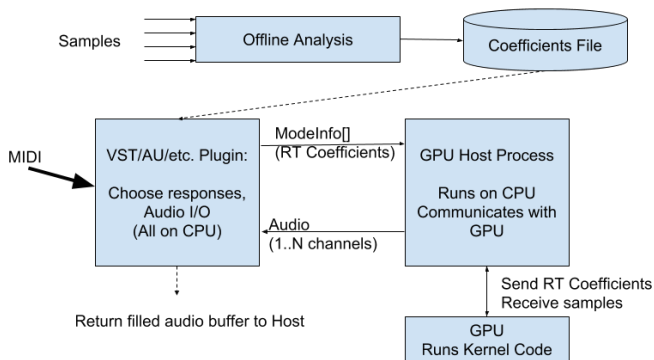 Samples
Offline Analysis
Coefficients File
MIDI
VST/AU/etc. Plugin:
Choose responses,
Audio I/O
(All on CPU)
ModeInfo[]
(RT Coefficients)
Audio
(1..N channels)
GPU Host Process
Runs on CPU
Communicates with
GPU
Send RT Coefficients
Receive samples
Return filled audio buffer to Host
GPU
Runs Kernel Code